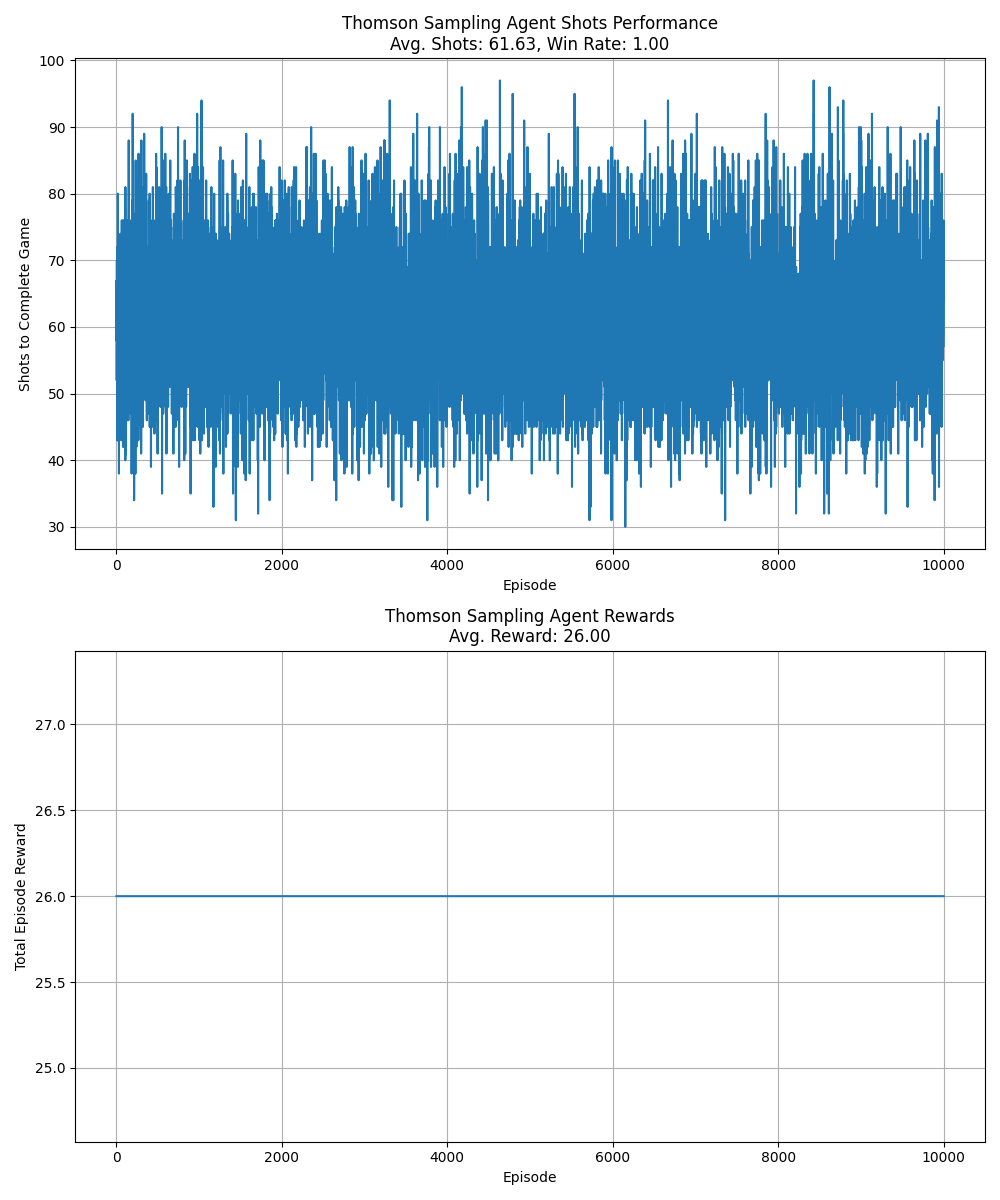 Thomson Sampling Agent Shots Performance
Avg. Shots: 61.63, Win Rate: 1.00
100
90
80
70
60
50
40
30
Shots to Complete Game
0 2000 4000 6000 8000 10000
Episode
Thomson Sampling Agent Rewards
Avg. Reward: 26.00
27.0
26.5
26.0
25.5
25.0
Total Episode Reward
0 2000 4000 6000 8000 10000
Episode